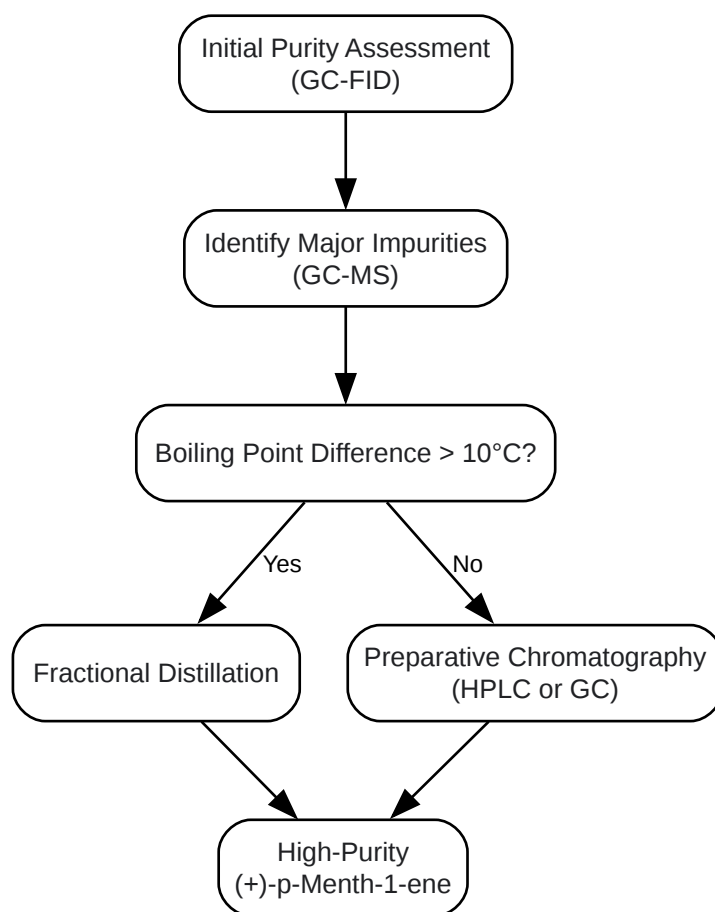 Initial Purity Assessment
(GC-FID)
Identify Major Impurities
(GC-MS)
Boiling Point Difference > 10°C?
Yes
No
Fractional Distillation
Preparative Chromatography
(HPLC or GC)
High-Purity
(+)-p-Menth-1-ene